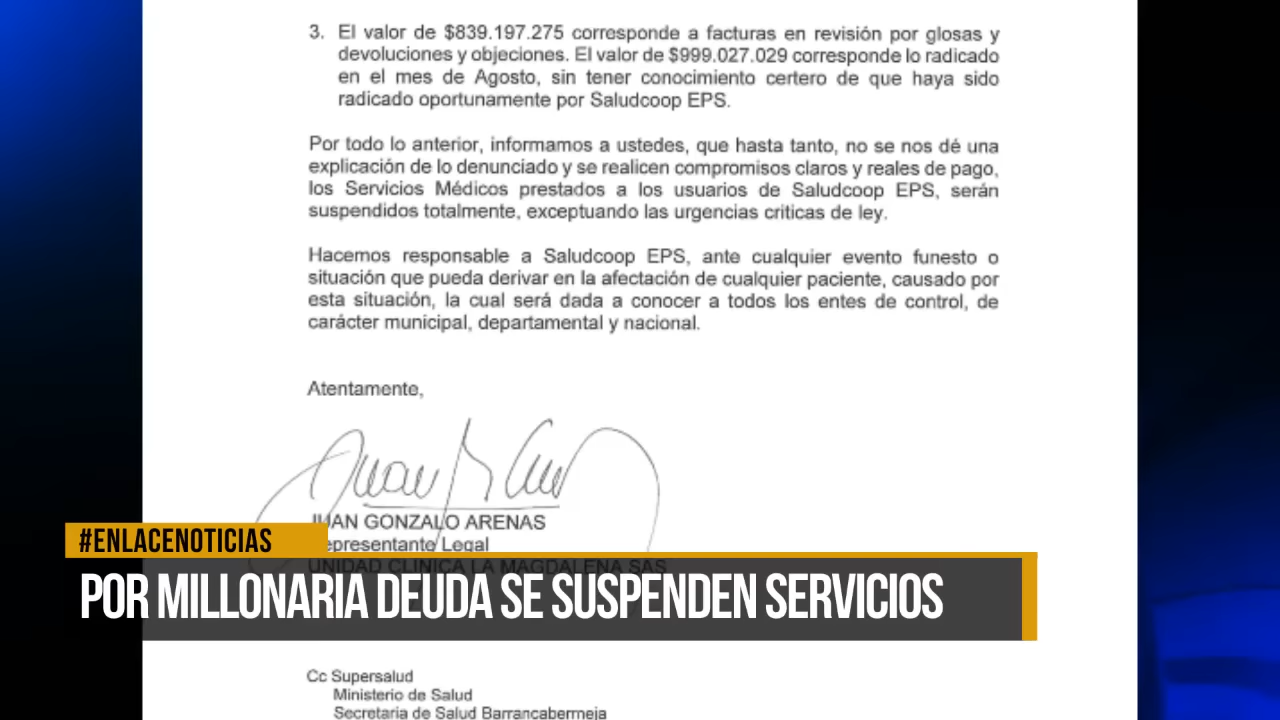 3. El valor de $839.197.275 corresponde a facturas en revisión por glosas y
devoluciones y objeciones. El valor de $999.027.029 corresponde lo radicado
en el mes de Agosto, sin tener conocimiento certero de que haya sido
radicado oportunamente por Saludcoop EPS.
Por todo lo anterior, informamos a ustedes, que hasta tanto, no se nos dé una
explicación de lo denunciado y se realicen compromisos claros y reales de pago,
los Servicios Médicos prestados a los usuarios de Saludcoop EPS, serán
suspendidos totalmente, exceptuando las urgencias criticas de ley.
Hacemos responsable a Saludcoop EPS, ante cualquier evento funesto o
situación que pueda derivar en la afectación de cualquier paciente, causado por
esta situación, la cual será dada a conocer a todos los entes de control, de
carácter municipal, departamental y nacional.
Atentamente,
JUAN GONZALO ARENAS
epresentante Legal
UNIDAD CLINICA LA MAGDALENA SAS
#ENLACENOTICIAS
POR MILLONARIA DEUDA SE SUSPENDEN SERVICIOS
Cc Supersalud
Ministerio de Salud
Secretaria de Salud Barrancabermeja